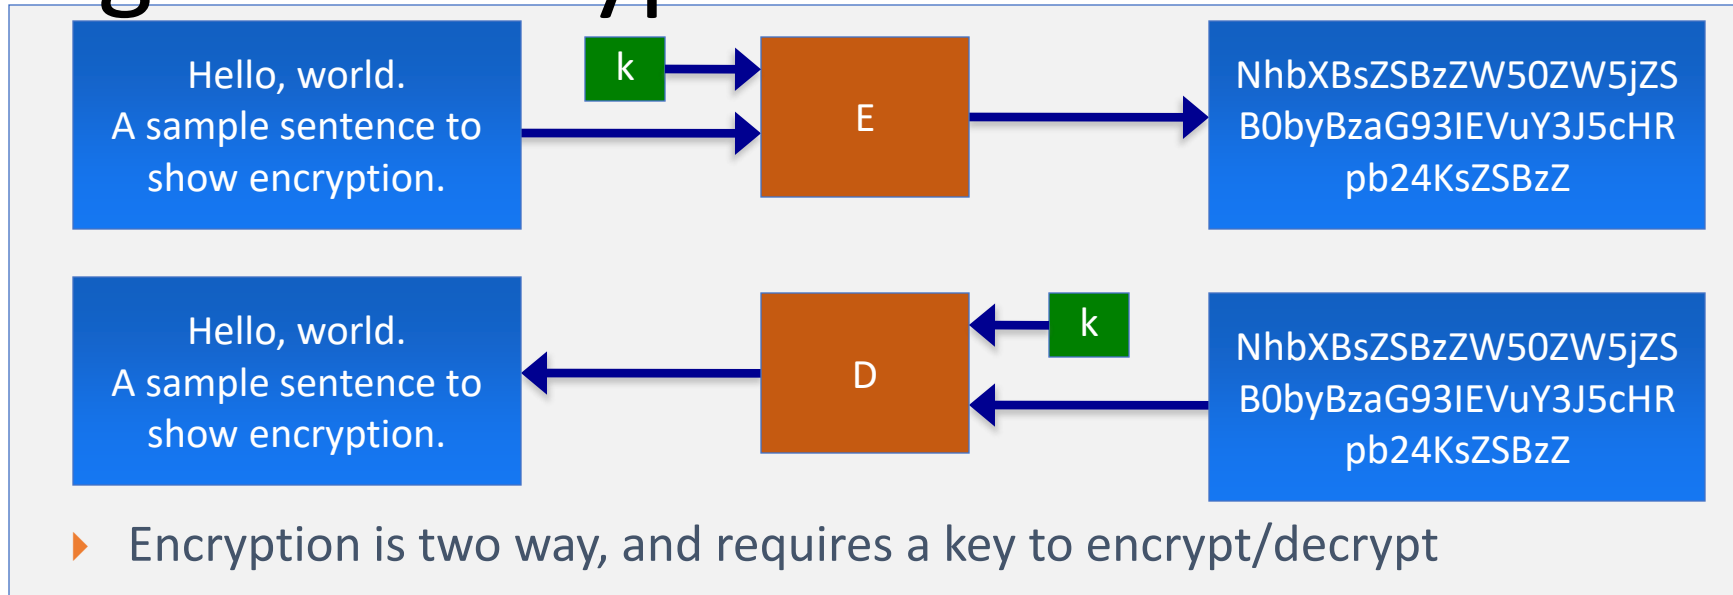 Hello, world.
A sample sentence to
show encryption.
k
E
NhbXBsZSBzZW50ZW5jZS
B0byBzaG93IEVuY3J5cHR
pb24KsZSBzZ
Hello, world.
A sample sentence to
show encryption.
D
k
NhbXBsZSBzZW50ZW5jZS
B0byBzaG93IEVuY3J5cHR
pb24KsZSBzZ
Encryption is two way, and requires a key to encrypt/decrypt